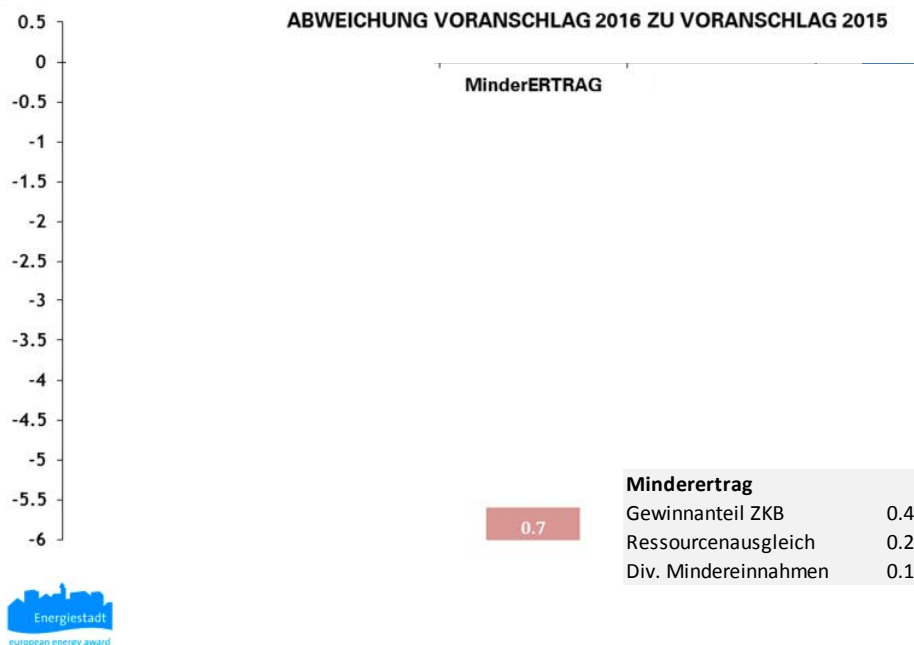 ABWEICHUNG VORANSCHLAG 2016 ZU VORANSCHLAG 2015
0.5
0
MinderERTRAG
-0.5
-1
-1.5
-2
-2.5
-3
-3.5
-4
-4.5
-5
-5.5
-6
0.7
Minderertrag
Gewinnanteil ZKB 0.4
Ressourcenausgleich 0.2
Div. Mindereinnahmen 0.1
Energiestadt
european energy award